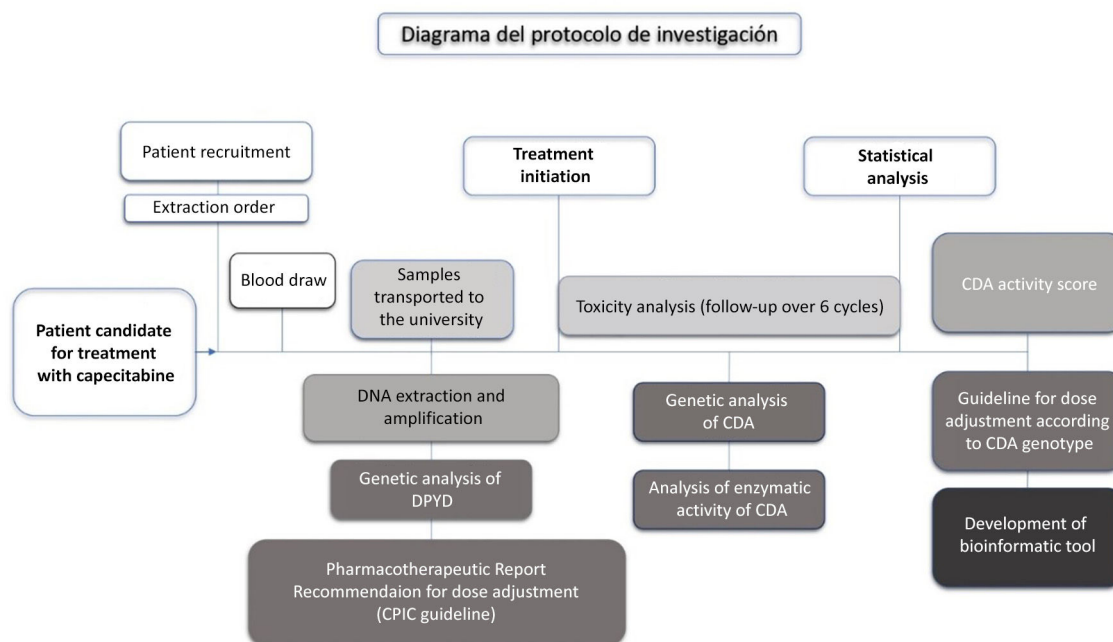 Diagrama del protocolo de investigación
Patient recruitment
Extraction order
Blood draw
Patient candidate
for treatment
with capecitabine
Samples
transported to
the university
Treatment
initiation
Toxicity analysis (follow-up over 6 cycles)
Statistical
analysis
CDA activity score
DNA extraction and
amplification
Genetic analysis of
DPYD
Pharmacotherapeutic Report
Recommendaion for dose adjustment
(CPIC guideline)
Genetic analysis
of CDA
Analysis of enzymatic
activity of CDA
Guideline for dose
adjustment according
to CDA genotype
Development of
bioinformatic tool